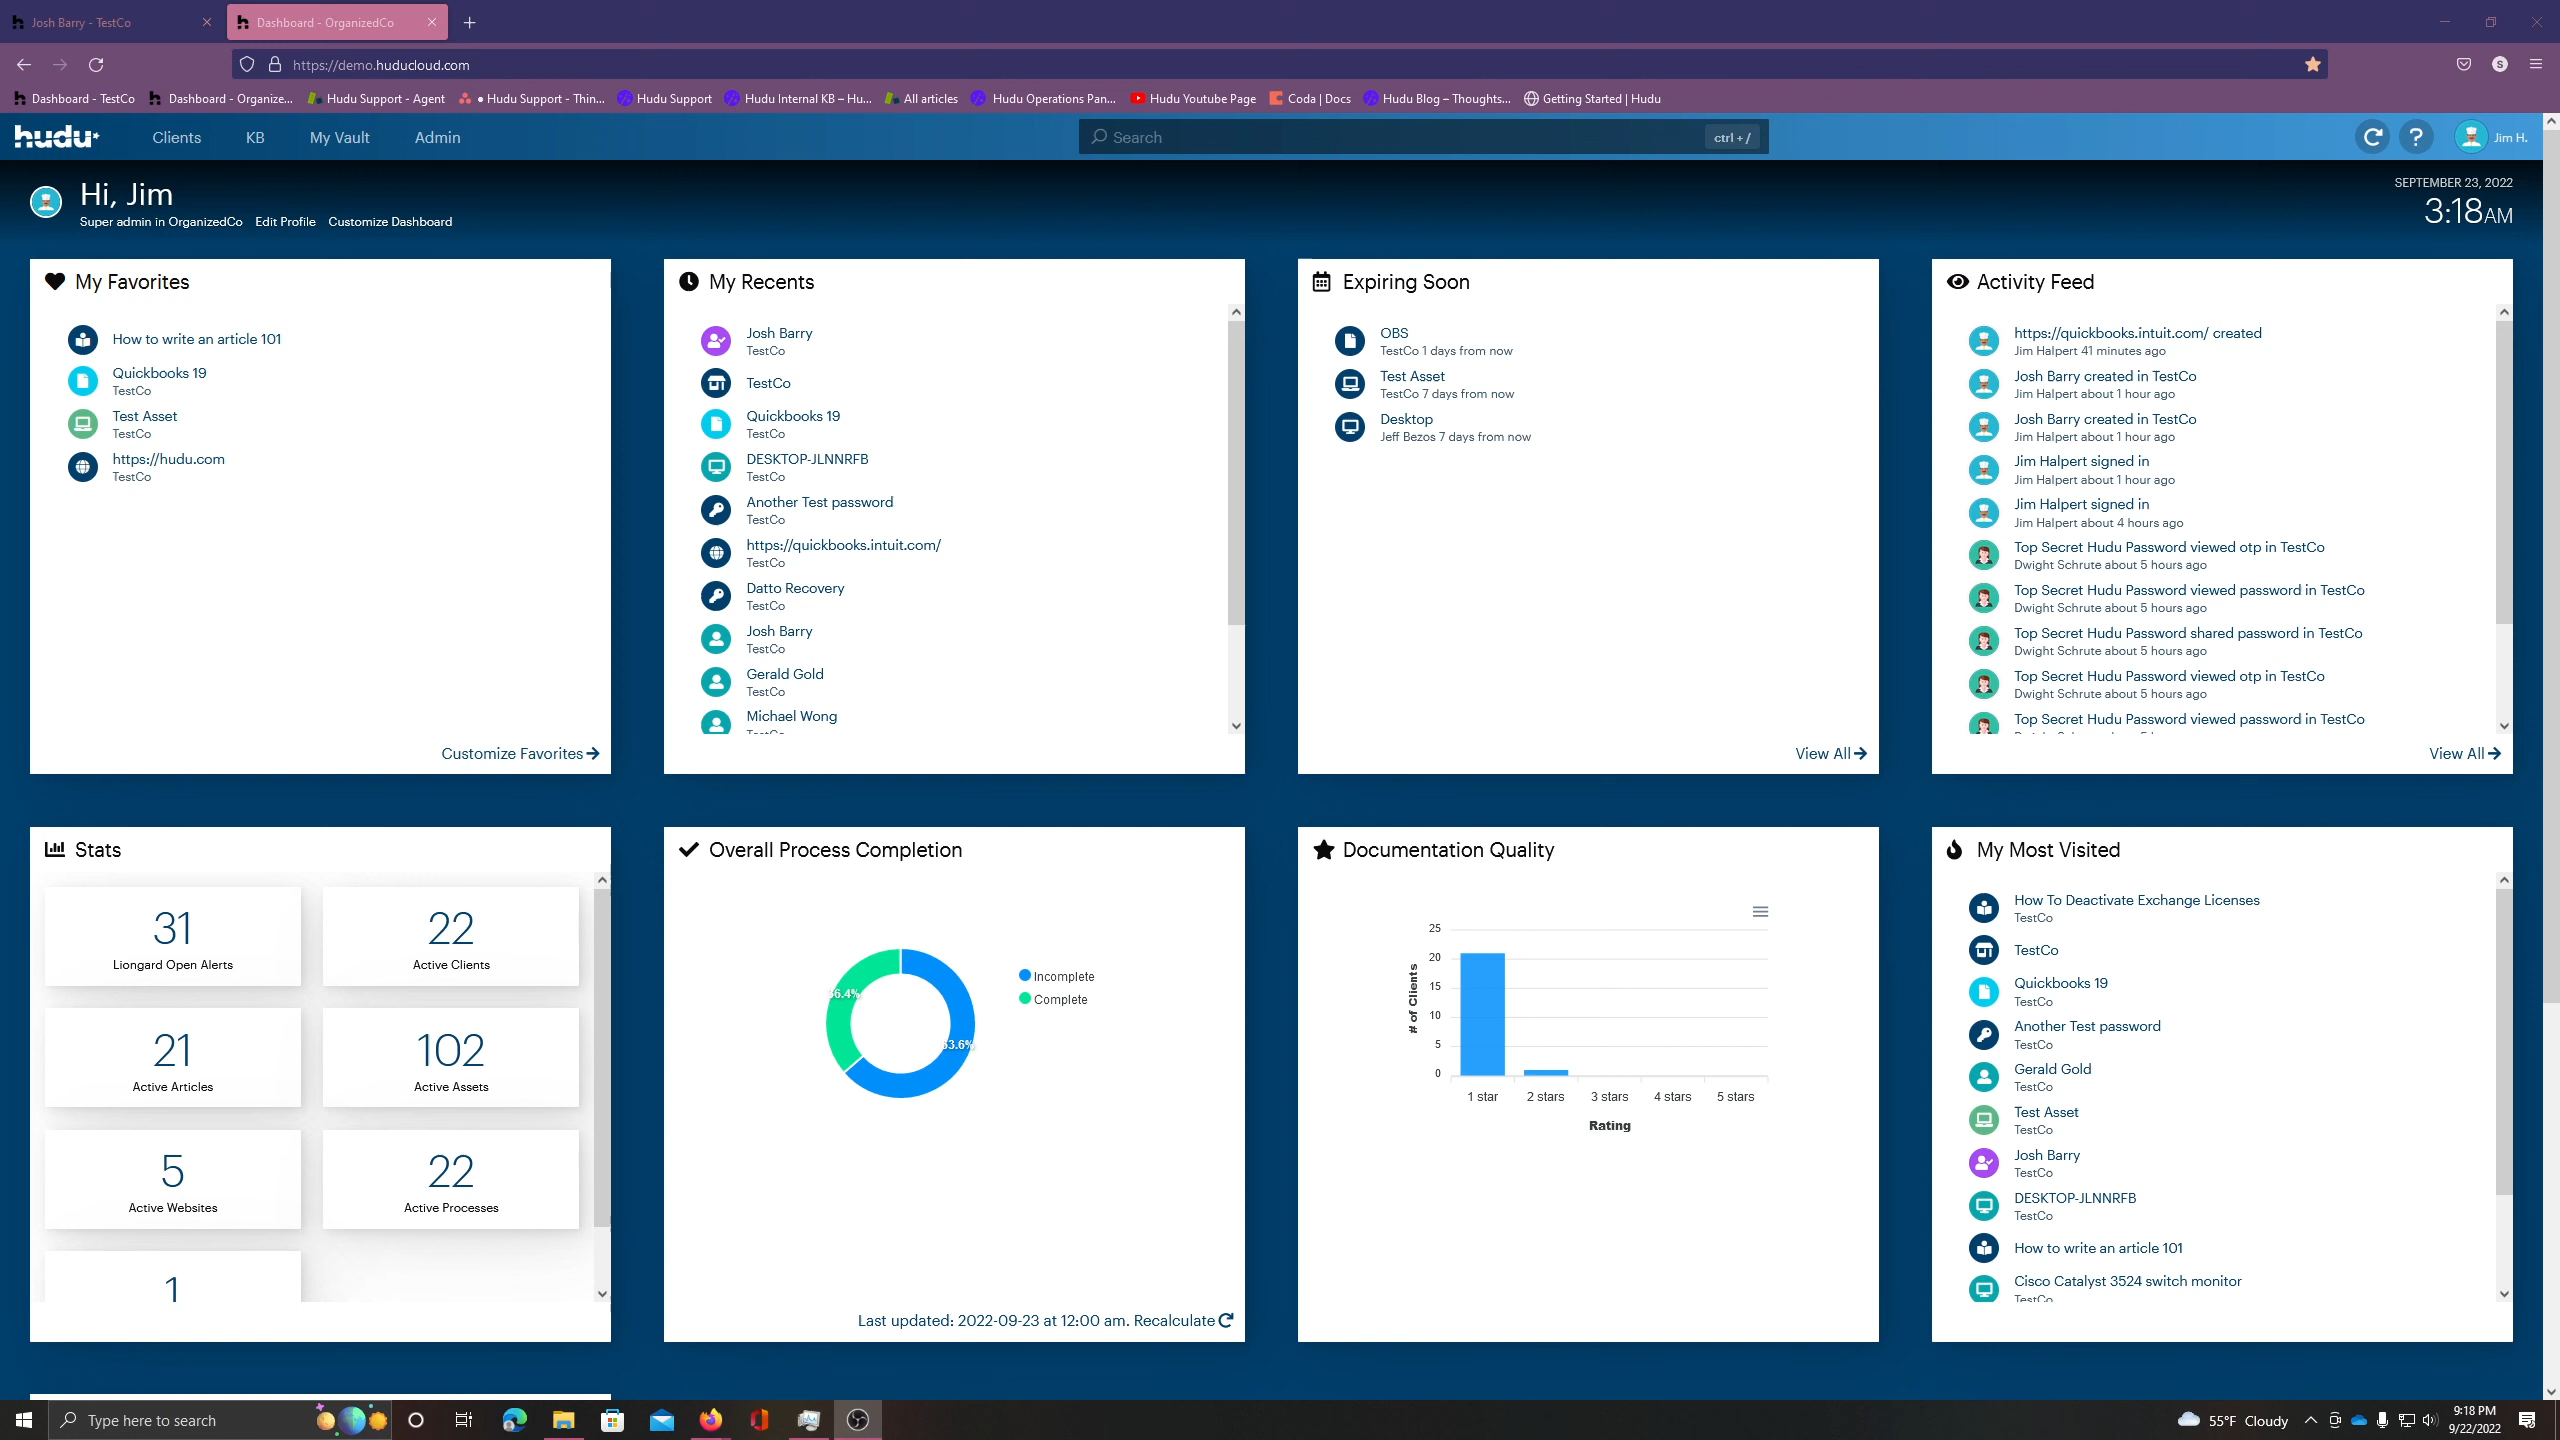 Josh Barry - TestCo
Dashboard - OrganizedCo
https://demo.huducloud.com
Dashboard - TestCo
Dashboard - Organize...
Hudu Support - Agent
● Hudu Support - Thin...
Hudu Support
Hudu Internal KB – Hu...
All articles
Hudu Operations Pan...
Hudu Youtube Page
Coda | Docs
Hudu Blog – Thoughts...
Getting Started | Hudu
hudu
Clients
KB
My Vault
Admin
Search
ctrl + /
?
Jim H.
Hi, Jim
Super admin in OrganizedCo
Edit Profile
Customize Dashboard
SEPTEMBER 23, 2022
3:18AM
My Favorites
How to write an article 101
Quickbooks 19
TestCo
Test Asset
TestCo
https://hudu.com
TestCo
Customize Favorites
My Recents
Josh Barry
TestCo
TestCo
Quickbooks 19
TestCo
DESKTOP-JLNNRFB
TestCo
Another Test password
TestCo
https://quickbooks.intuit.com/
TestCo
Datto Recovery
TestCo
Josh Barry
TestCo
Gerald Gold
TestCo
Michael Wong
Expiring Soon
OBS
TestCo 1 days from now
Test Asset
TestCo 7 days from now
Desktop
Jeff Bezos 7 days from now
View All
Activity Feed
https://quickbooks.intuit.com/ created
Jim Halpert 41 minutes ago
Josh Barry created in TestCo
Jim Halpert about 1 hour ago
Josh Barry created in TestCo
Jim Halpert about 1 hour ago
Jim Halpert signed in
Jim Halpert about 1 hour ago
Jim Halpert signed in
Jim Halpert about 4 hours ago
Top Secret Hudu Password viewed otp in TestCo
Dwight Schrute about 5 hours ago
Top Secret Hudu Password viewed password in TestCo
Dwight Schrute about 5 hours ago
Top Secret Hudu Password shared password in TestCo
Dwight Schrute about 5 hours ago
Top Secret Hudu Password viewed otp in TestCo
Dwight Schrute about 5 hours ago
Top Secret Hudu Password viewed password in TestCo
View All
Stats
31
Liongard Open Alerts
22
Active Clients
21
Active Articles
102
Active Assets
5
Active Websites
22
Active Processes
1
Overall Process Completion
36.4%
63.6%
Incomplete
Complete
Last updated: 2022-09-23 at 12:00 am. Recalculate
Documentation Quality
25
20
15
10
5
0
# of Clients
1 star
2 stars
3 stars
4 stars
5 stars
Rating
My Most Visited
How To Deactivate Exchange Licenses
TestCo
TestCo
Quickbooks 19
TestCo
Another Test password
TestCo
Gerald Gold
TestCo
Test Asset
TestCo
Josh Barry
TestCo
DESKTOP-JLNNRFB
TestCo
How to write an article 101
Cisco Catalyst 3524 switch monitor
TestCo
Type here to search
55°F Cloudy
9:18 PM
9/22/2022